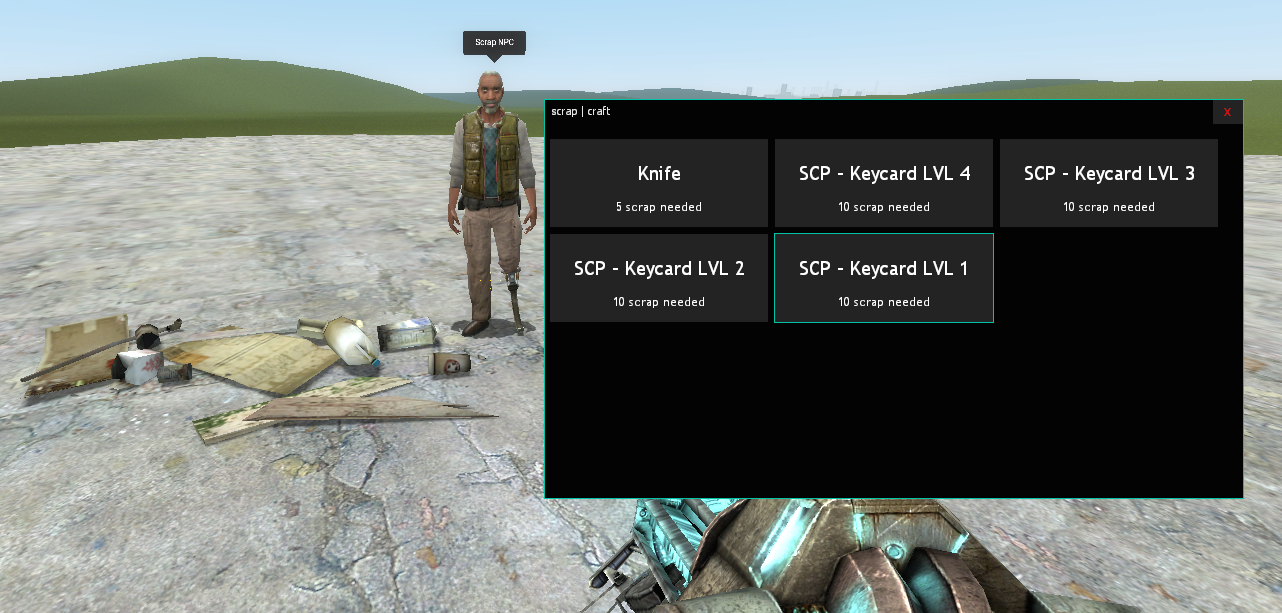 Scrap NPC
scrap | craft
X
Knife
5 scrap needed
SCP - Keycard LVL 4
10 scrap needed
SCP - Keycard LVL 3
10 scrap needed
SCP - Keycard LVL 2
10 scrap needed
SCP - Keycard LVL 1
10 scrap needed